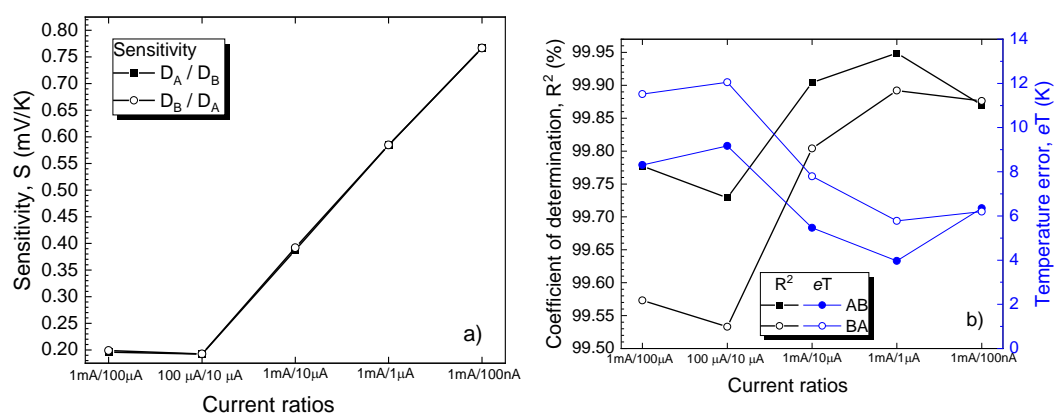 Sensitivity, S (mV/K)
0.80
0.75
0.70
0.65
0.60
0.55
0.50
0.45
0.40
0.35
0.30
0.25
0.20
Sensitivity
D_A / D_B
D_B / D_A
a)
1mA/100µA
100 µA/10 µA
1mA/10µA
1mA/1µA
1mA/100nA
Current ratios
Coefficient of determination, R² (%)
99.95
99.90
99.85
99.80
99.75
99.70
99.65
99.60
99.55
99.50
R² eT
AB
BA
b)
14
12
10
8
6
4
2
0
Temperature error, eT (K)
1mA/100µA
100 µA/10 µA
1mA/10µA
1mA/1µA
1mA/100nA
Current ratios